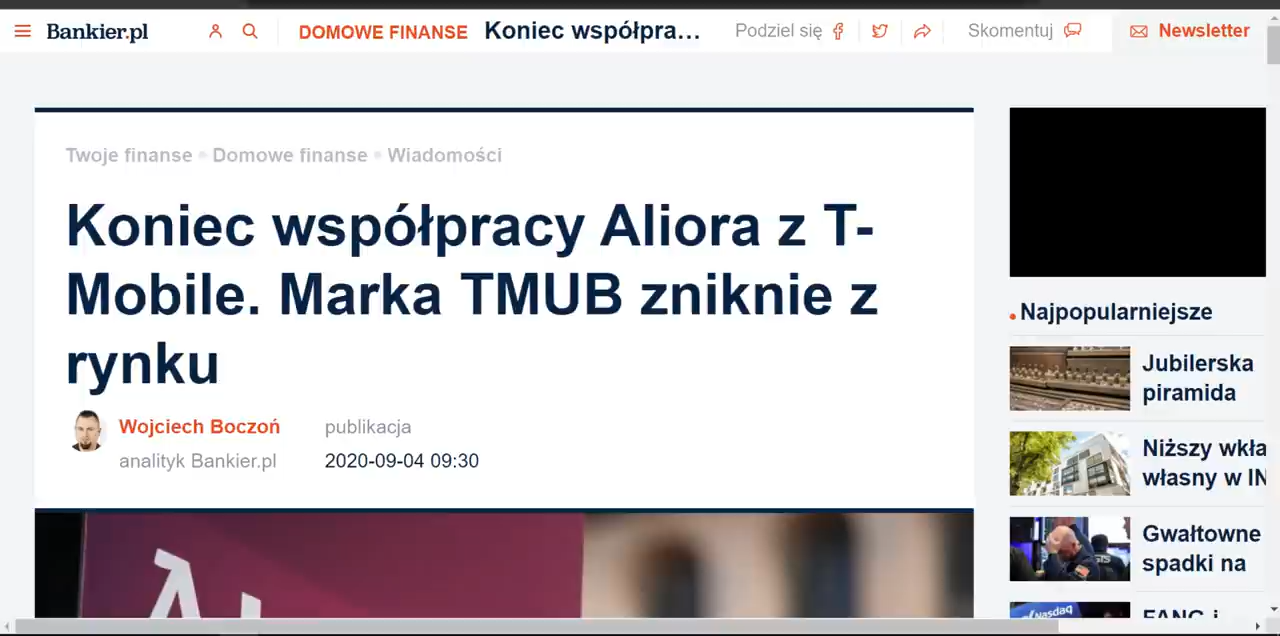 Bankier.pl DOMOWE FINANSE Koniec współpra... Podziel się Skomentuj Newsletter
Twoje finanse Domowe finanse Wiadomości
Koniec współpracy Aliora z T-
Mobile. Marka TMUB zniknie z
rynku
Wojciech Boczoń publikacja
analityk Bankier.pl 2020-09-04 09:30
Najpopularniejsze
Jubilerska
piramida
Niższy wkła
własny w IN
Gwałtowne
spadki na
Nasdaq
FANG i